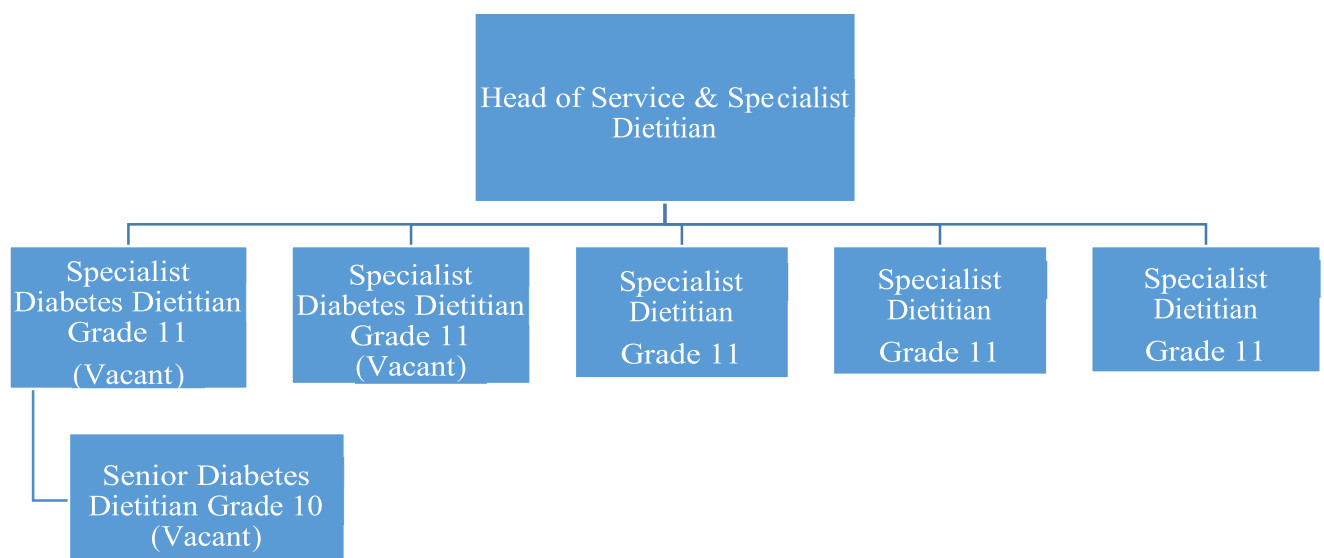 Head of Service & Specialist
Dietitian
Specialist
Diabetes Dietitian
Grade 11
(Vacant)
Specialist
Diabetes Dietitian
Grade 11
(Vacant)
Specialist
Dietitian
Grade 11
Specialist
Dietitian
Grade 11
Specialist
Dietitian
Grade 11
Senior Diabetes
Dietitian Grade 10
(Vacant)